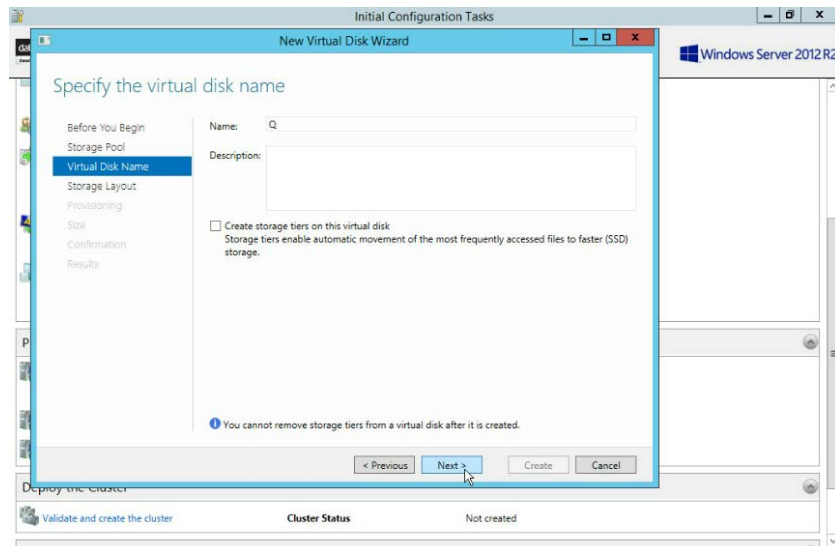 Initial Configuration Tasks
New Virtual Disk Wizard
Windows Server 2012 R2
Specify the virtual disk name
Before You Begin
Storage Pool
Virtual Disk Name
Storage Layout
Provisioning
Size
Confirmation
Results
Name: Q
Description:
Create storage tiers on this virtual disk
Storage tiers enable automatic movement of the most frequently accessed files to faster (SSD)
storage.
You cannot remove storage tiers from a virtual disk after it is created.
< Previous Next > Create Cancel
Validate and create the cluster Cluster Status Not created